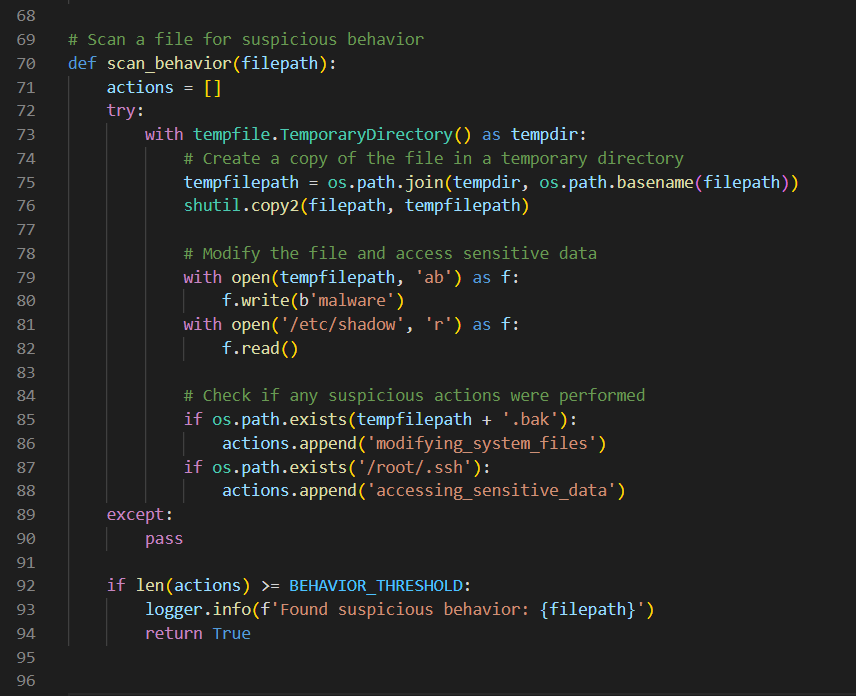 68
69 # Scan a file for suspicious behavior
70 def scan_behavior(filepath):
71     actions = []
72     try:
73         with tempfile.TemporaryDirectory() as tempdir:
74             # Create a copy of the file in a temporary directory
75             tempfilepath = os.path.join(tempdir, os.path.basename(filepath))
76             shutil.copy2(filepath, tempfilepath)
77
78             # Modify the file and access sensitive data
79             with open(tempfilepath, 'ab') as f:
80                 f.write(b'malware')
81             with open('/etc/shadow', 'r') as f:
82                 f.read()
83
84             # Check if any suspicious actions were performed
85             if os.path.exists(tempfilepath + '.bak'):
86                 actions.append('modifying_system_files')
87             if os.path.exists('/root/.ssh'):
88                 actions.append('accessing_sensitive_data')
89     except:
90         pass
91
92     if len(actions) >= BEHAVIOR_THRESHOLD:
93         logger.info(f'Found suspicious behavior: {filepath}')
94         return True
95
96